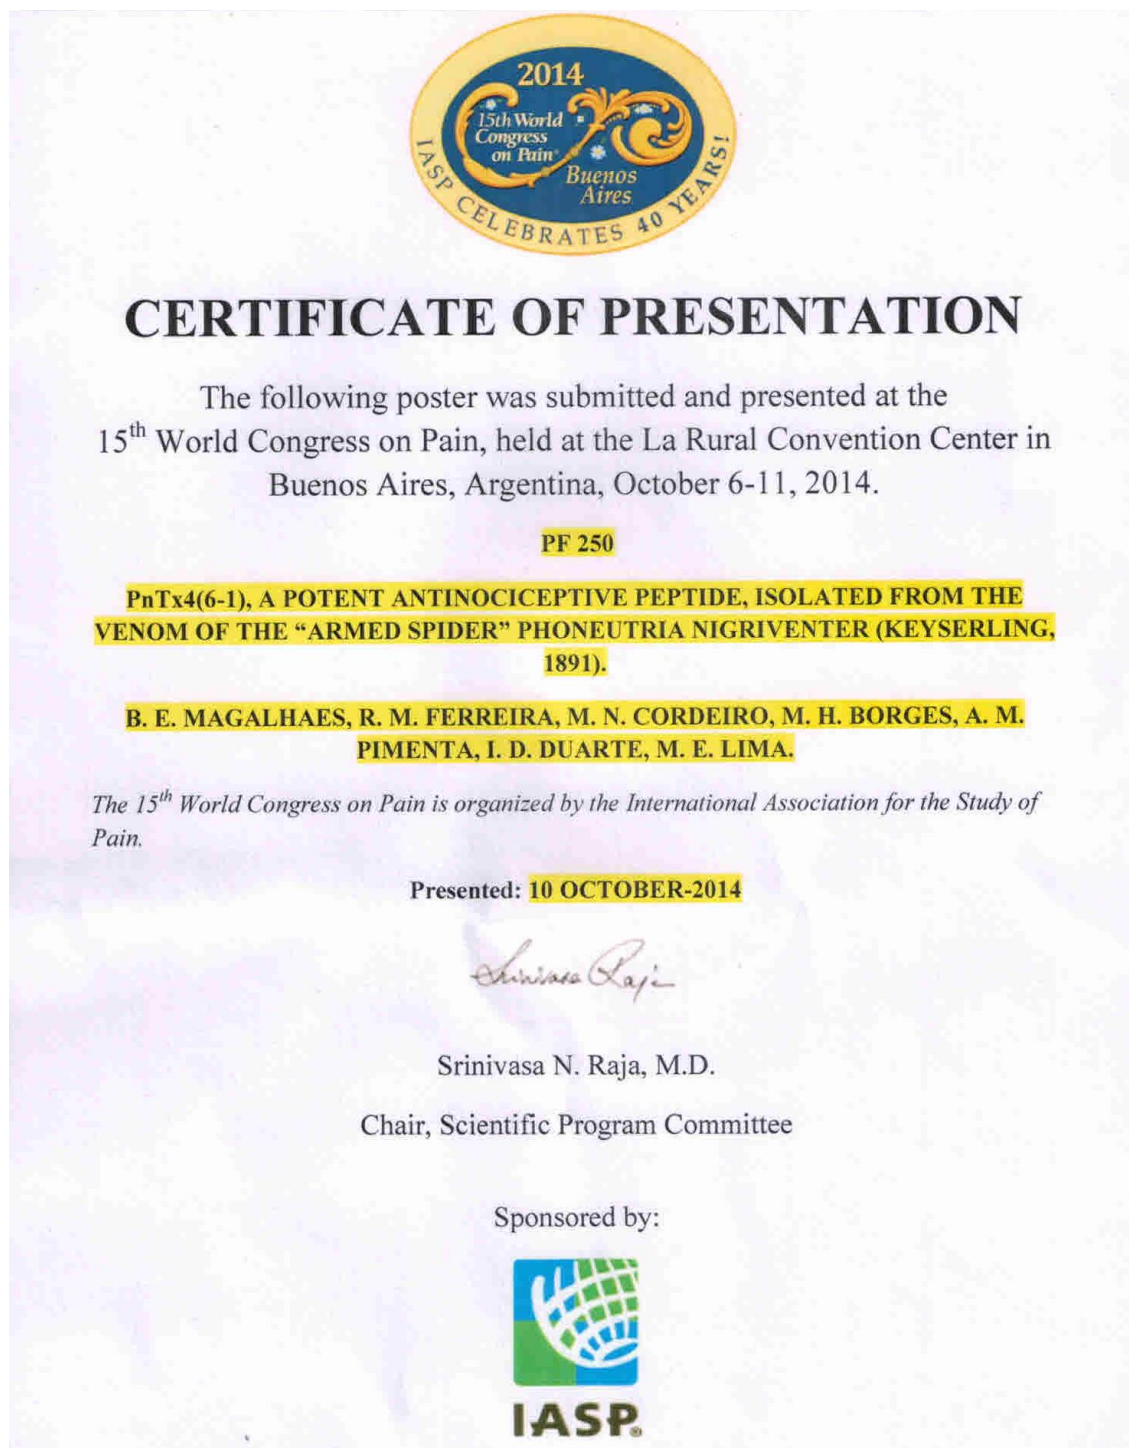 2014
15th World
Congress
on Pain
Buenos
Aires
IASP CELEBRATES 40 YEARS!
CERTIFICATE OF PRESENTATION
The following poster was submitted and presented at the
15th World Congress on Pain, held at the La Rural Convention Center in
Buenos Aires, Argentina, October 6-11, 2014.
PF 250
PnTx4(6-1), A POTENT ANTINOCICEPTIVE PEPTIDE, ISOLATED FROM THE
VENOM OF THE “ARMED SPIDER” PHONEUTRIA NIGRIVENTER (KEYSERLING,
1891).
B. E. MAGALHAES, R. M. FERREIRA, M. N. CORDEIRO, M. H. BORGES, A. M.
PIMENTA, I. D. DUARTE, M. E. LIMA.
The 15th World Congress on Pain is organized by the International Association for the Study of
Pain.
Presented: 10 OCTOBER-2014
Srinivasa Raja
Srinivasa N. Raja, M.D.
Chair, Scientific Program Committee
Sponsored by:
IASP®